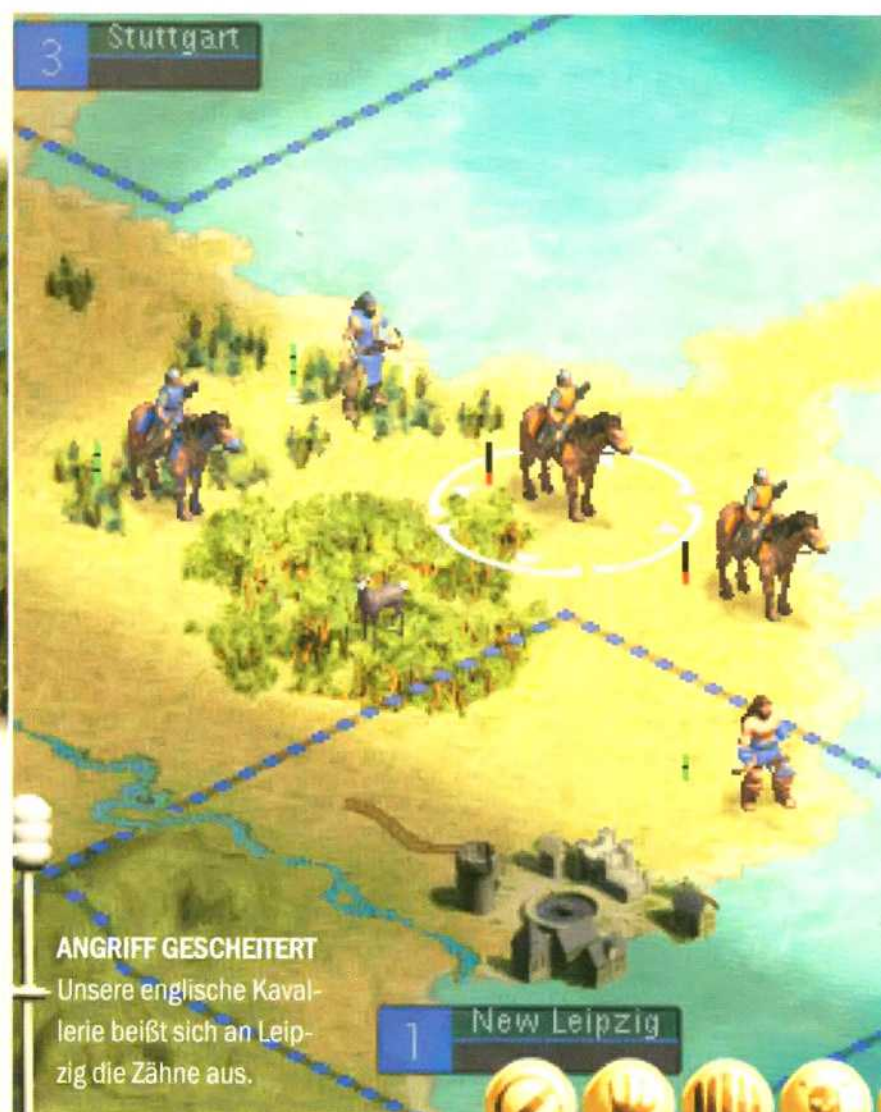 3 Stuttgart
ANGRIFF GESCHEITERT
Unsere englische Kaval-
lerie beißt sich an Leip-
zig die Zähne aus.
1 New Leipzig